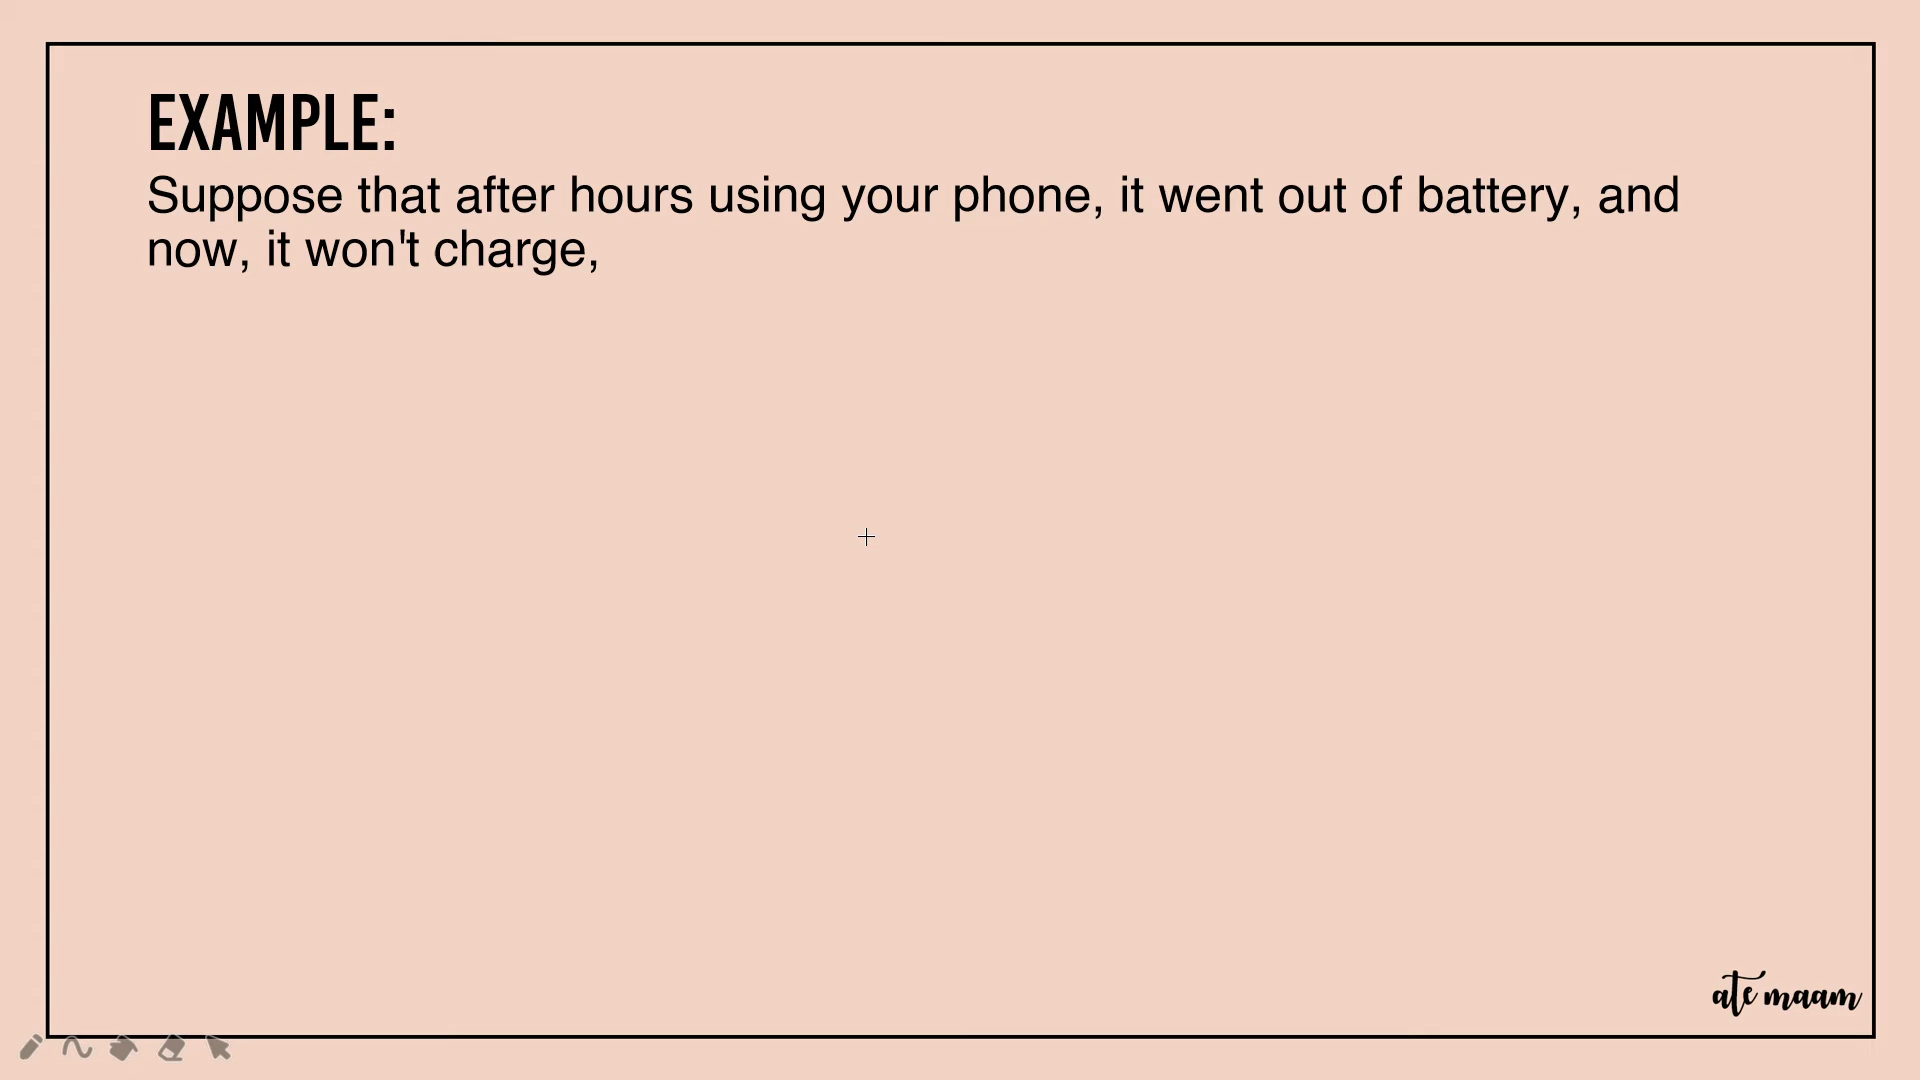 EXAMPLE:
Suppose that after hours using your phone, it went out of battery, and
now, it won't charge,
ate maam